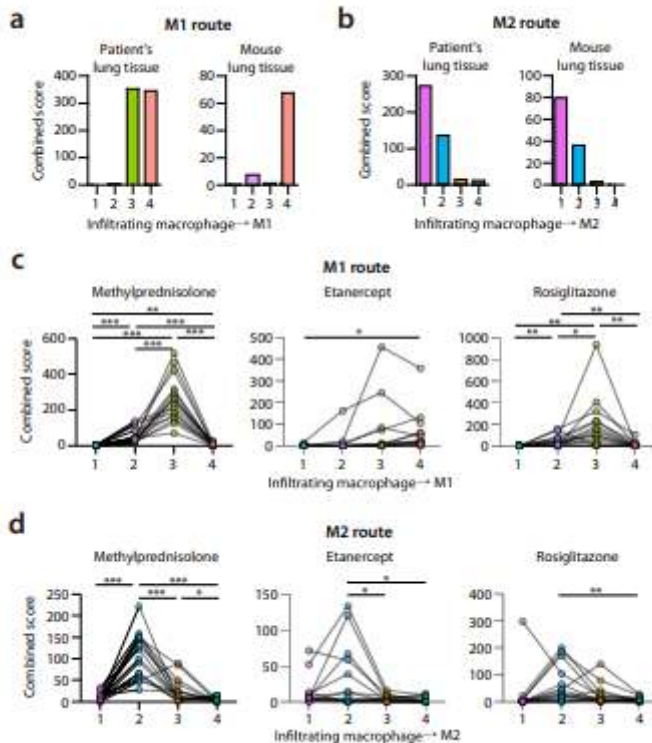 a
M1 route
Patient's lung tissue
Mouse lung tissue
Combined score
400
300
200
100
0
80
60
40
20
0
1 2 3 4
1 2 3 4
Infiltrating macrophage→ M1
b
M2 route
Patient's lung tissue
Mouse lung tissue
Combined score
300
200
100
0
100
80
60
40
20
0
1 2 3 4
1 2 3 4
Infiltrating macrophage→ M2
c
M1 route
Methylprednisolone
Etanercept
Rosiglitazone
** 
*** ***
*** ***
***
*
** **
** **
** *
Combined score
600
400
200
0
500
400
300
200
100
0
1000
800
600
400
200
0
1 2 3 4
1 2 3 4
1 2 3 4
Infiltrating macrophage→ M1
d
M2 route
Methylprednisolone
Etanercept
Rosiglitazone
*** ***
*** *
*
*
**
Combined score
250
200
150
100
50
0
150
100
50
0
400
300
200
100
0
1 2 3 4
1 2 3 4
1 2 3 4
Infiltrating macrophage→ M2